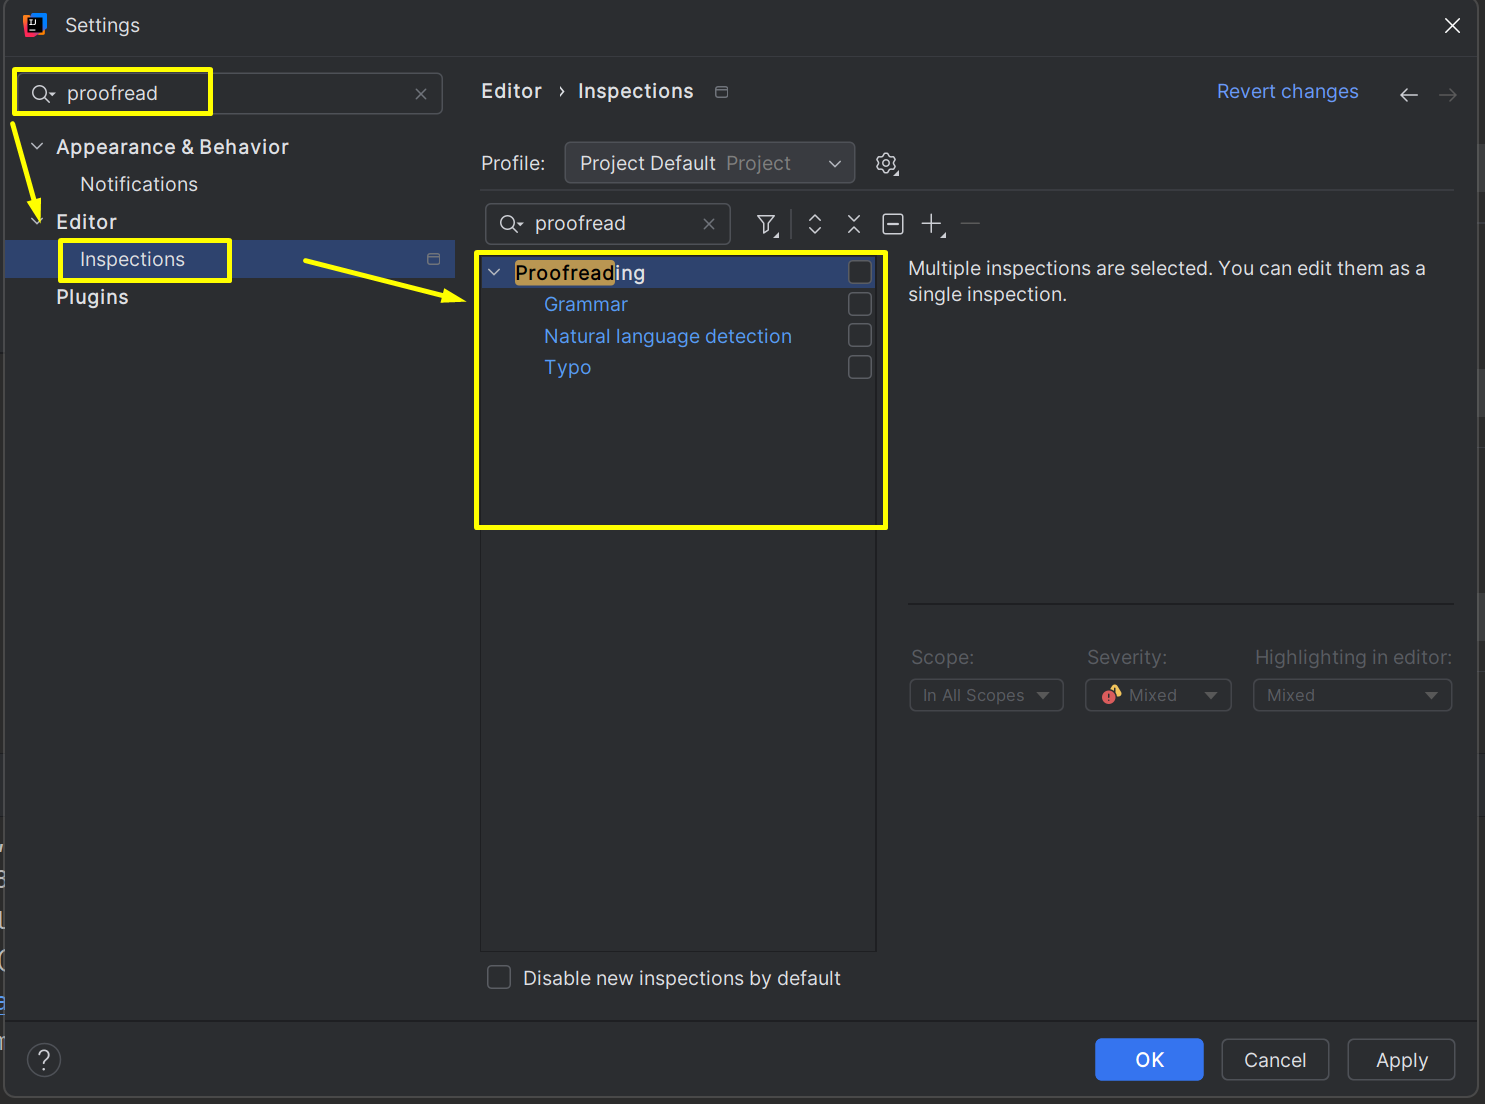 Settings
proofread
Appearance & Behavior
Notifications
Editor
Inspections
Plugins
Editor › Inspections
Revert changes
Profile: Project Default Project
proofread
Proofreading
Grammar
Natural language detection
Typo
Multiple inspections are selected. You can edit them as a
single inspection.
Scope: Severity: Highlighting in editor:
In All Scopes Mixed Mixed
Disable new inspections by default
? OK Cancel Apply